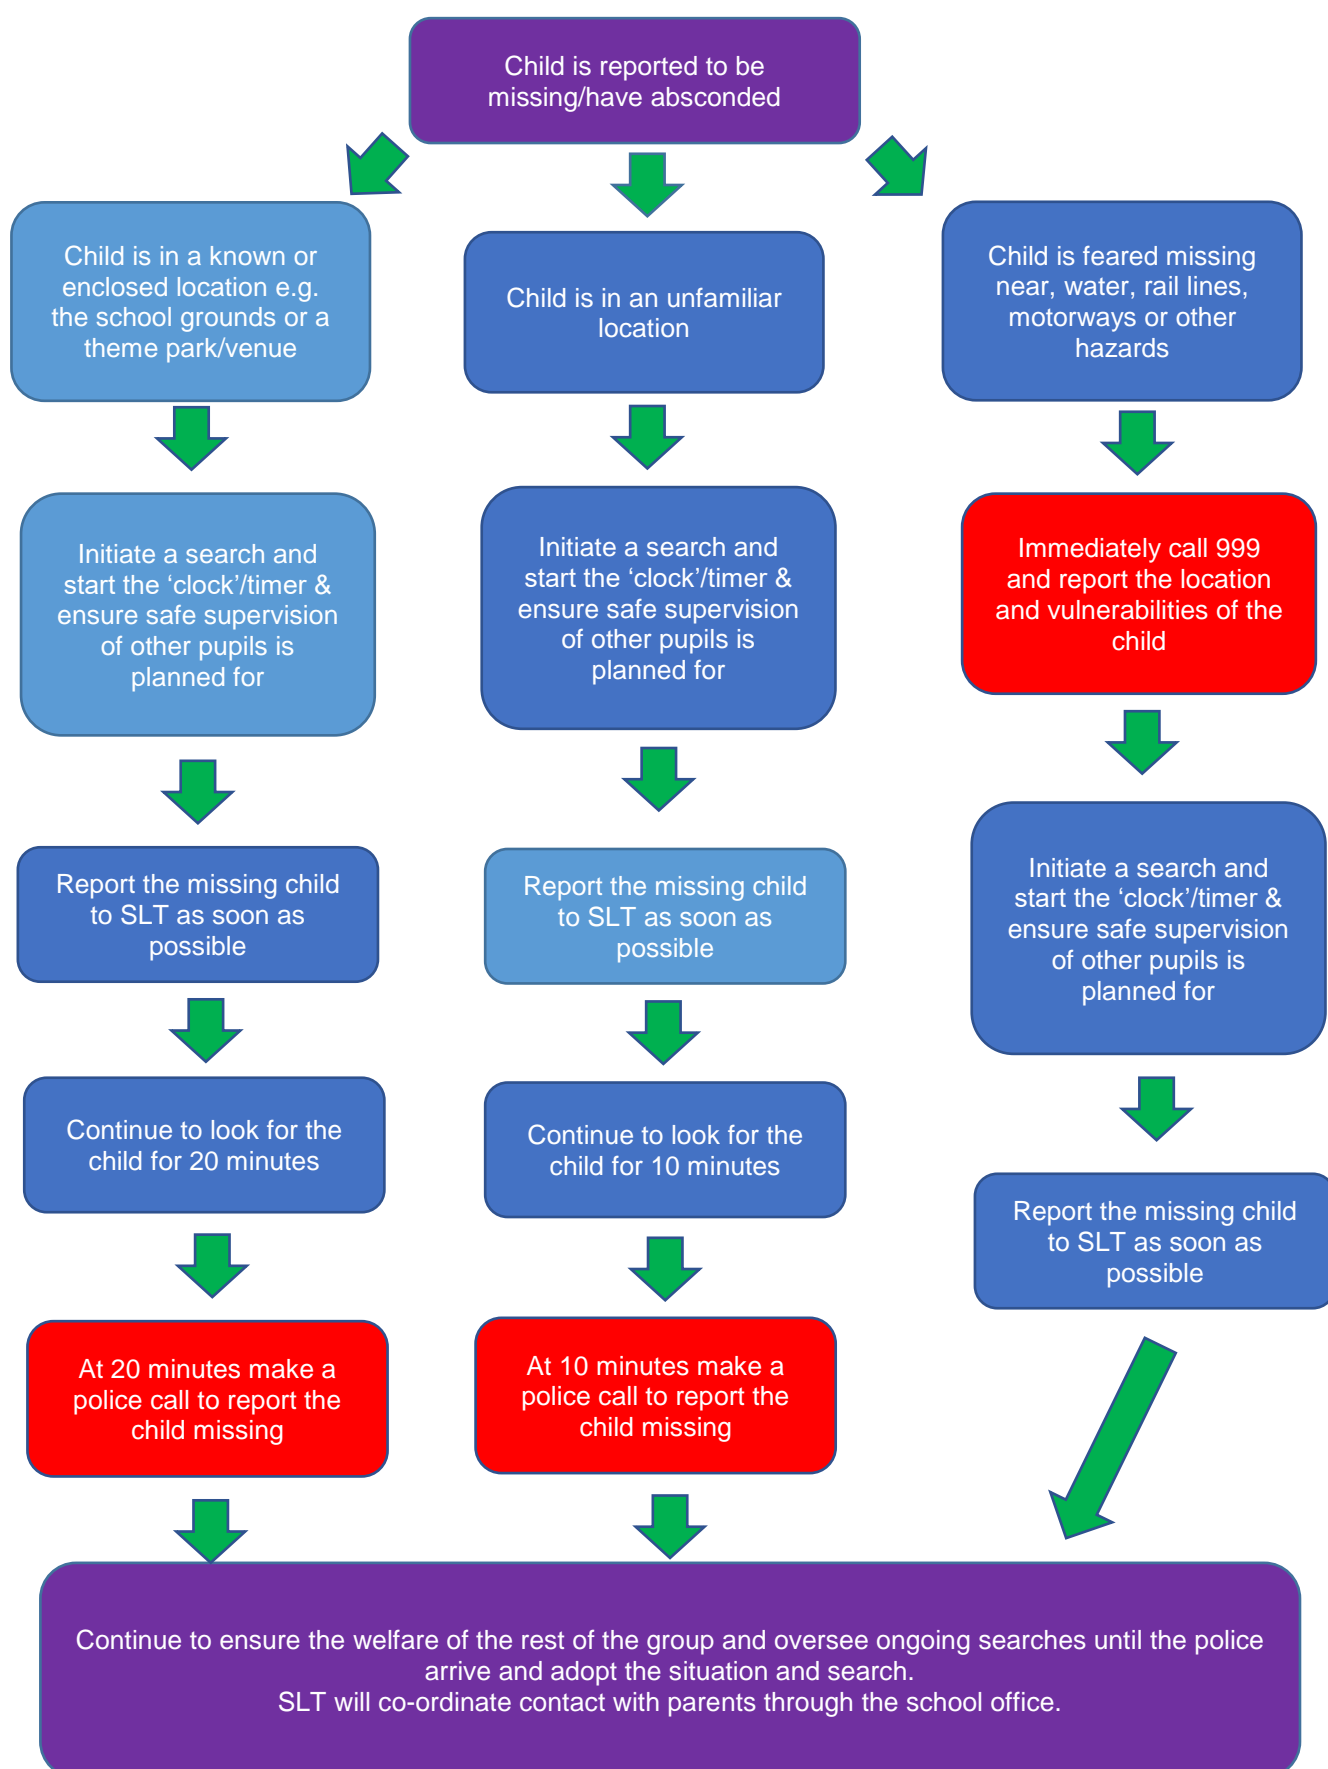 Child is reported to be
missing/have absconded
Child is in a known or
enclosed location e.g.
the school grounds or a
theme park/venue
Initiate a search and
start the ‘clock’/timer &
ensure safe supervision
of other pupils is
planned for
Report the missing child
to SLT as soon as
possible
Continue to look for the
child for 20 minutes
At 20 minutes make a
police call to report the
child missing
Child is in an unfamiliar
location
Initiate a search and
start the ‘clock’/timer &
ensure safe supervision
of other pupils is
planned for
Report the missing child
to SLT as soon as
possible
Continue to look for the
child for 10 minutes
At 10 minutes make a
police call to report the
child missing
Child is feared missing
near, water, rail lines,
motorways or other
hazards
Immediately call 999
and report the location
and vulnerabilities of the
child
Initiate a search and
start the ‘clock’/timer &
ensure safe supervision
of other pupils is
planned for
Report the missing child
to SLT as soon as
possible
Continue to ensure the welfare of the rest of the group and oversee ongoing searches until the police
arrive and adopt the situation and search.
SLT will co-ordinate contact with parents through the school office.